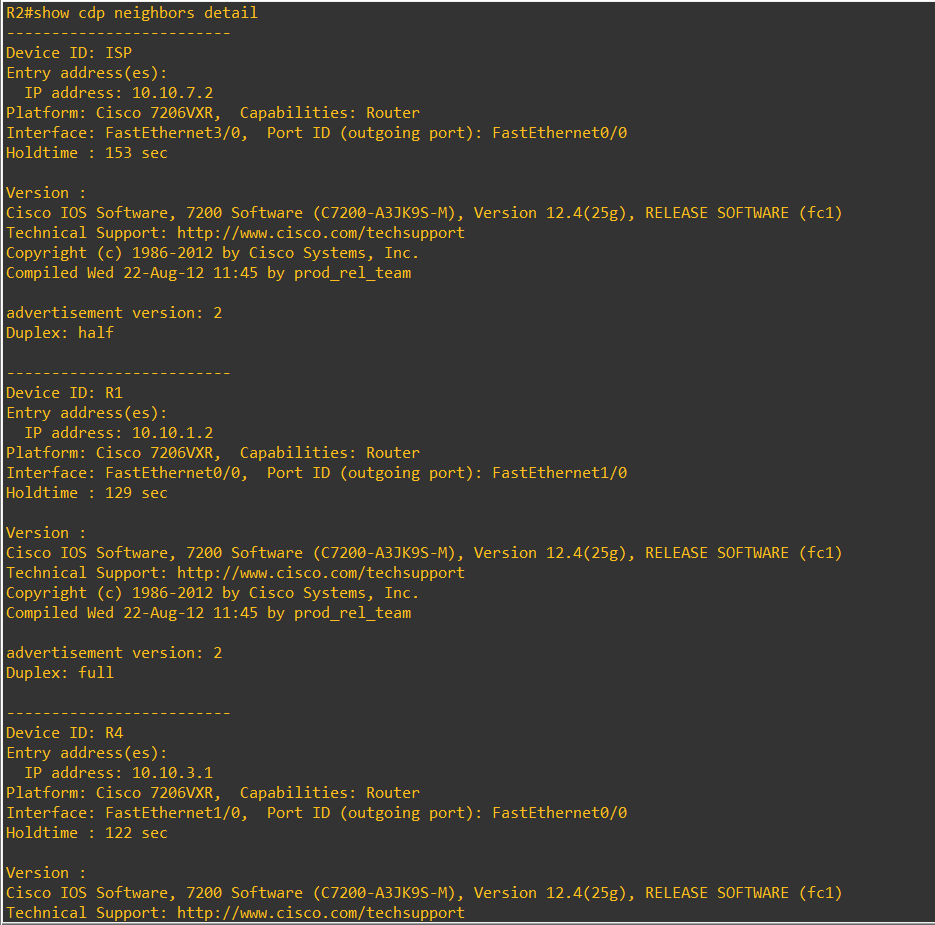 R2#show cdp neighbors detail
-------------------------
Device ID: ISP
Entry address(es):
  IP address: 10.10.7.2
Platform: Cisco 7206VXR,  Capabilities: Router
Interface: FastEthernet3/0,  Port ID (outgoing port): FastEthernet0/0
Holdtime : 153 sec

Version :
Cisco IOS Software, 7200 Software (C7200-A3JK9S-M), Version 12.4(25g), RELEASE SOFTWARE (fc1)
Technical Support: http://www.cisco.com/techsupport
Copyright (c) 1986-2012 by Cisco Systems, Inc.
Compiled Wed 22-Aug-12 11:45 by prod_rel_team

advertisement version: 2
Duplex: half

-------------------------
Device ID: R1
Entry address(es):
  IP address: 10.10.1.2
Platform: Cisco 7206VXR,  Capabilities: Router
Interface: FastEthernet0/0,  Port ID (outgoing port): FastEthernet1/0
Holdtime : 129 sec

Version :
Cisco IOS Software, 7200 Software (C7200-A3JK9S-M), Version 12.4(25g), RELEASE SOFTWARE (fc1)
Technical Support: http://www.cisco.com/techsupport
Copyright (c) 1986-2012 by Cisco Systems, Inc.
Compiled Wed 22-Aug-12 11:45 by prod_rel_team

advertisement version: 2
Duplex: full

-------------------------
Device ID: R4
Entry address(es):
  IP address: 10.10.3.1
Platform: Cisco 7206VXR,  Capabilities: Router
Interface: FastEthernet1/0,  Port ID (outgoing port): FastEthernet0/0
Holdtime : 122 sec

Version :
Cisco IOS Software, 7200 Software (C7200-A3JK9S-M), Version 12.4(25g), RELEASE SOFTWARE (fc1)
Technical Support: http://www.cisco.com/techsupport